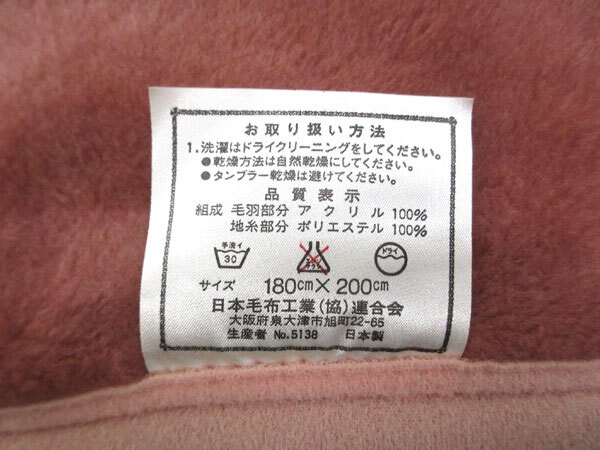 お取り扱い方法
1.洗濯はドライクリーニングをしてください。
●乾燥方法は自然乾燥にしてください。
●タンブラー乾燥は避けてください。
品質表示
組成 毛羽部分 アクリル 100%
地糸部分 ポリエステル 100%
手洗イ
30
エンソサラシ
ドライ
サイズ 180cm×200cm
日本毛布工業(協)連合会
大阪府泉大津市旭町22-65
生産者 No.5138 日本製